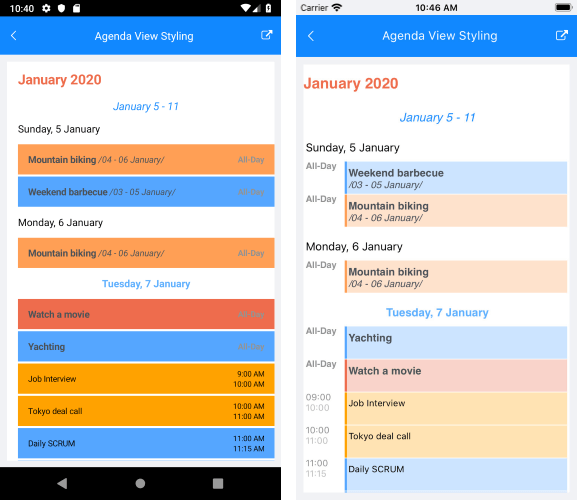 10:40
Agenda View Styling
January 2020
January 5 - 11
Sunday, 5 January
Mountain biking /04 - 06 January/ All-Day
Weekend barbecue /03 - 05 January/ All-Day
Monday, 6 January
Mountain biking /04 - 06 January/ All-Day
Tuesday, 7 January
Watch a movie All-Day
Yachting All-Day
Job Interview 9:00 AM
10:00 AM
Tokyo deal call 10:00 AM
11:00 AM
Daily SCRUM 11:00 AM
11:15 AM
Carrier 10:46 AM
Agenda View Styling
January 2020
January 5 - 11
Sunday, 5 January
All-Day Weekend barbecue
/03 - 05 January/
All-Day Mountain biking
/04 - 06 January/
Monday, 6 January
All-Day Mountain biking
/04 - 06 January/
Tuesday, 7 January
All-Day Yachting
All-Day Watch a movie
09:00 Job Interview
10:00
10:00 Tokyo deal call
11:00
11:00 Daily SCRUM
11:15